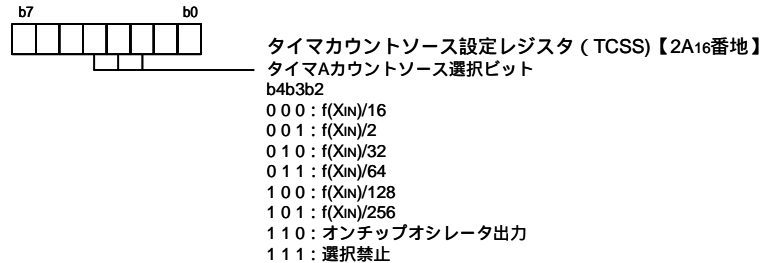 b7 b0
タイマカウントソース設定レジスタ（TCSS)【2A16番地】
タイマAカウントソース選択ビット
b4b3b2
0 0 0 : f(XIN)/16
0 0 1 : f(XIN)/2
0 1 0 : f(XIN)/32
0 1 1 : f(XIN)/64
1 0 0 : f(XIN)/128
1 0 1 : f(XIN)/256
1 1 0 : オンチップオシレータ出力
1 1 1 : 選択禁止